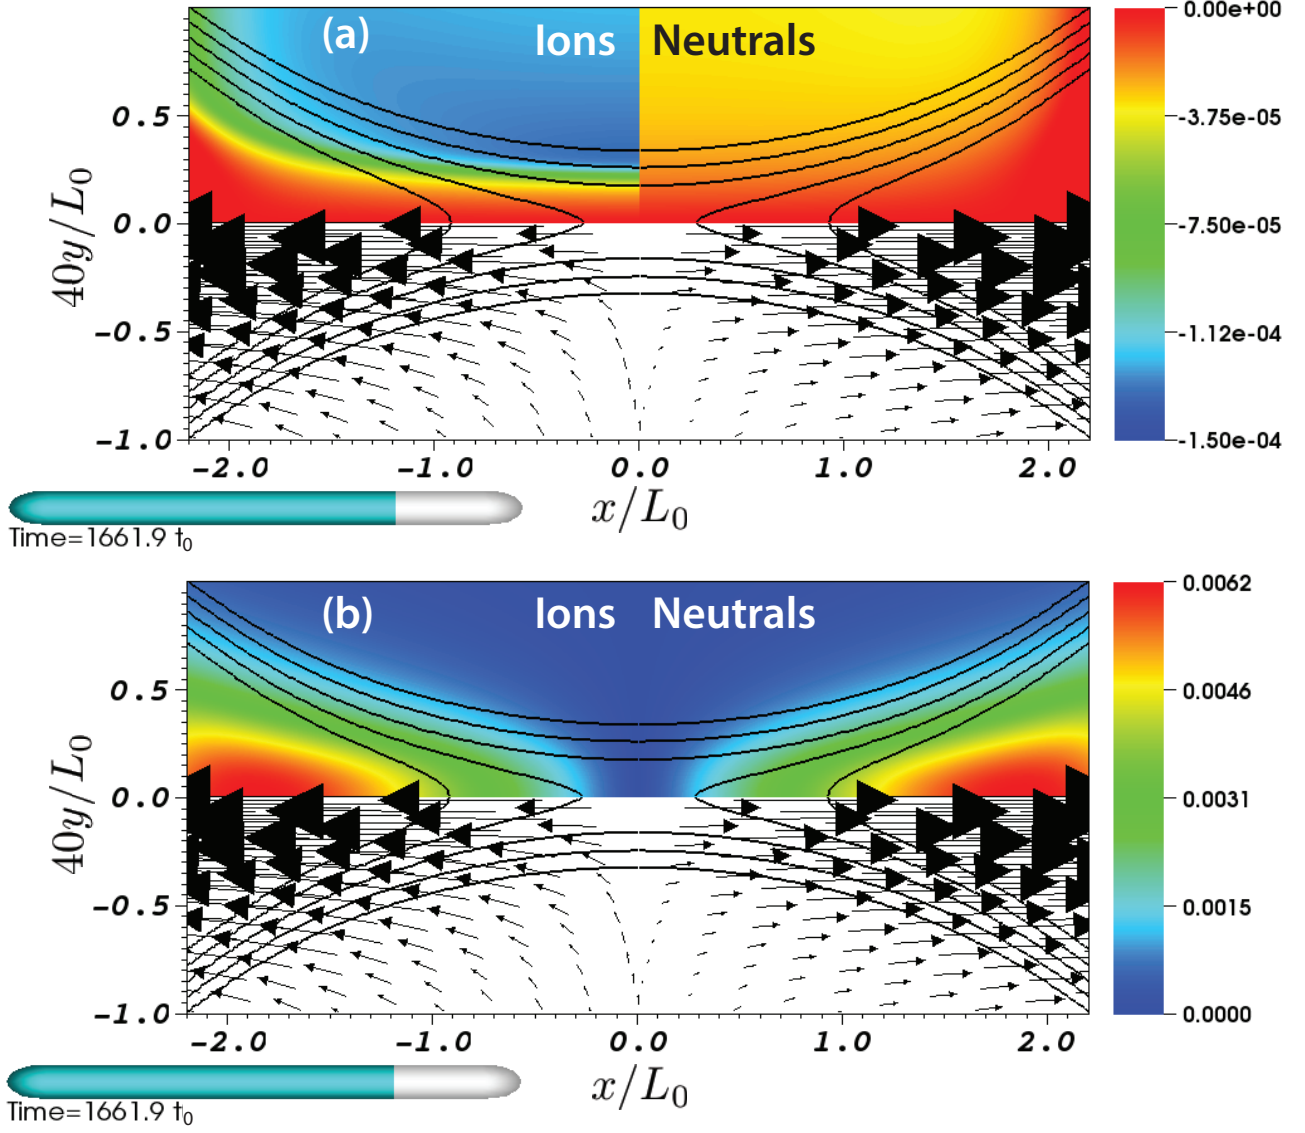 (a) Ions Neutrals
0.00e+00
-3.75e-05
-7.50e-05
-1.12e-04
-1.50e-04
40y/L₀
0.5
0.0
-0.5
-1.0
-2.0 -1.0 0.0 1.0 2.0
x/L₀
Time=1661.9 t₀
(b) Ions Neutrals
0.0062
0.0046
0.0031
0.0015
0.0000
40y/L₀
0.5
0.0
-0.5
-1.0
-2.0 -1.0 0.0 1.0 2.0
x/L₀
Time=1661.9 t₀